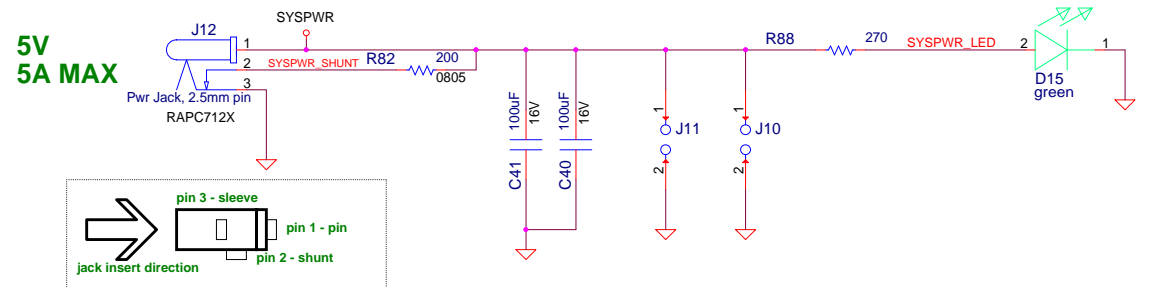 SYSPWR
5V
5A MAX
J12
1
2
3
SYSPWR_SHUNT
R82
200
0805
Pwr Jack, 2.5mm pin
RAPC712X
100uF
16V
C41
100uF
16V
C40
1
J11
2
1
J10
2
R88
270
SYSPWR_LED
2
1
D15
green
pin 3 - sleeve
pin 1 - pin
pin 2 - shunt
jack insert direction